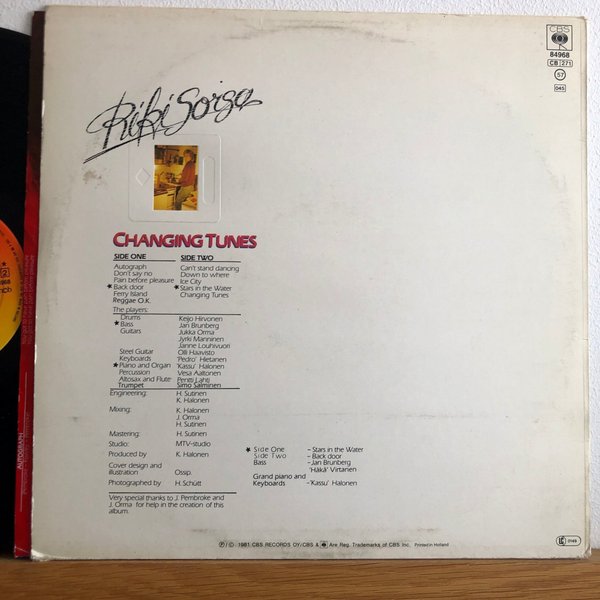 CBS
84968
CB 271
57
045
Riki Sorsa
CHANGING TUNES
SIDE ONE SIDE TWO
Autograph Can't stand dancing
Don't say no Down to where
Pain before pleasure Ice City
★ Back door ★ Stars in the Water
Ferry Island Changing Tunes
Reggae O.K.
The players:
Drums Keijo Hirvonen
★ Bass Jan Brunberg
Guitars Jukka Orma
Jyrki Manninen
Janne Louhivuori
Steel Guitar Olli Haavisto
Keyboards 'Pedro' Hietanen
★ Piano and Organ 'Kassu' Halonen
Percussion Vesa Aaltonen
Altosax and Flute Pentti Lahti
Trumpet Simo Salminen
Engineering: H. Sutinen
K. Halonen
Mixing: K. Halonen
J. Orma
H. Sutinen
Mastering: H. Sutinen
Studio: MTV-studio
Produced by K. Halonen
Cover design and
illustration Ossip.
Photographed by H. Schütt
Very special thanks to J. Pembroke and
J. Orma for help in the creation of this
album.
★ Side One – Stars in the Water
Side Two – Back door
Bass – Jan Brunberg
'Häkä' Virtanen
Grand piano and
Keyboards – 'Kassu' Halonen
Ⓟ/Ⓒ 1981 CBS RECORDS OY/CBS & Are Reg. Trademarks of CBS Inc. Printed in Holland
LC 0149
AUTOGRAPH
2